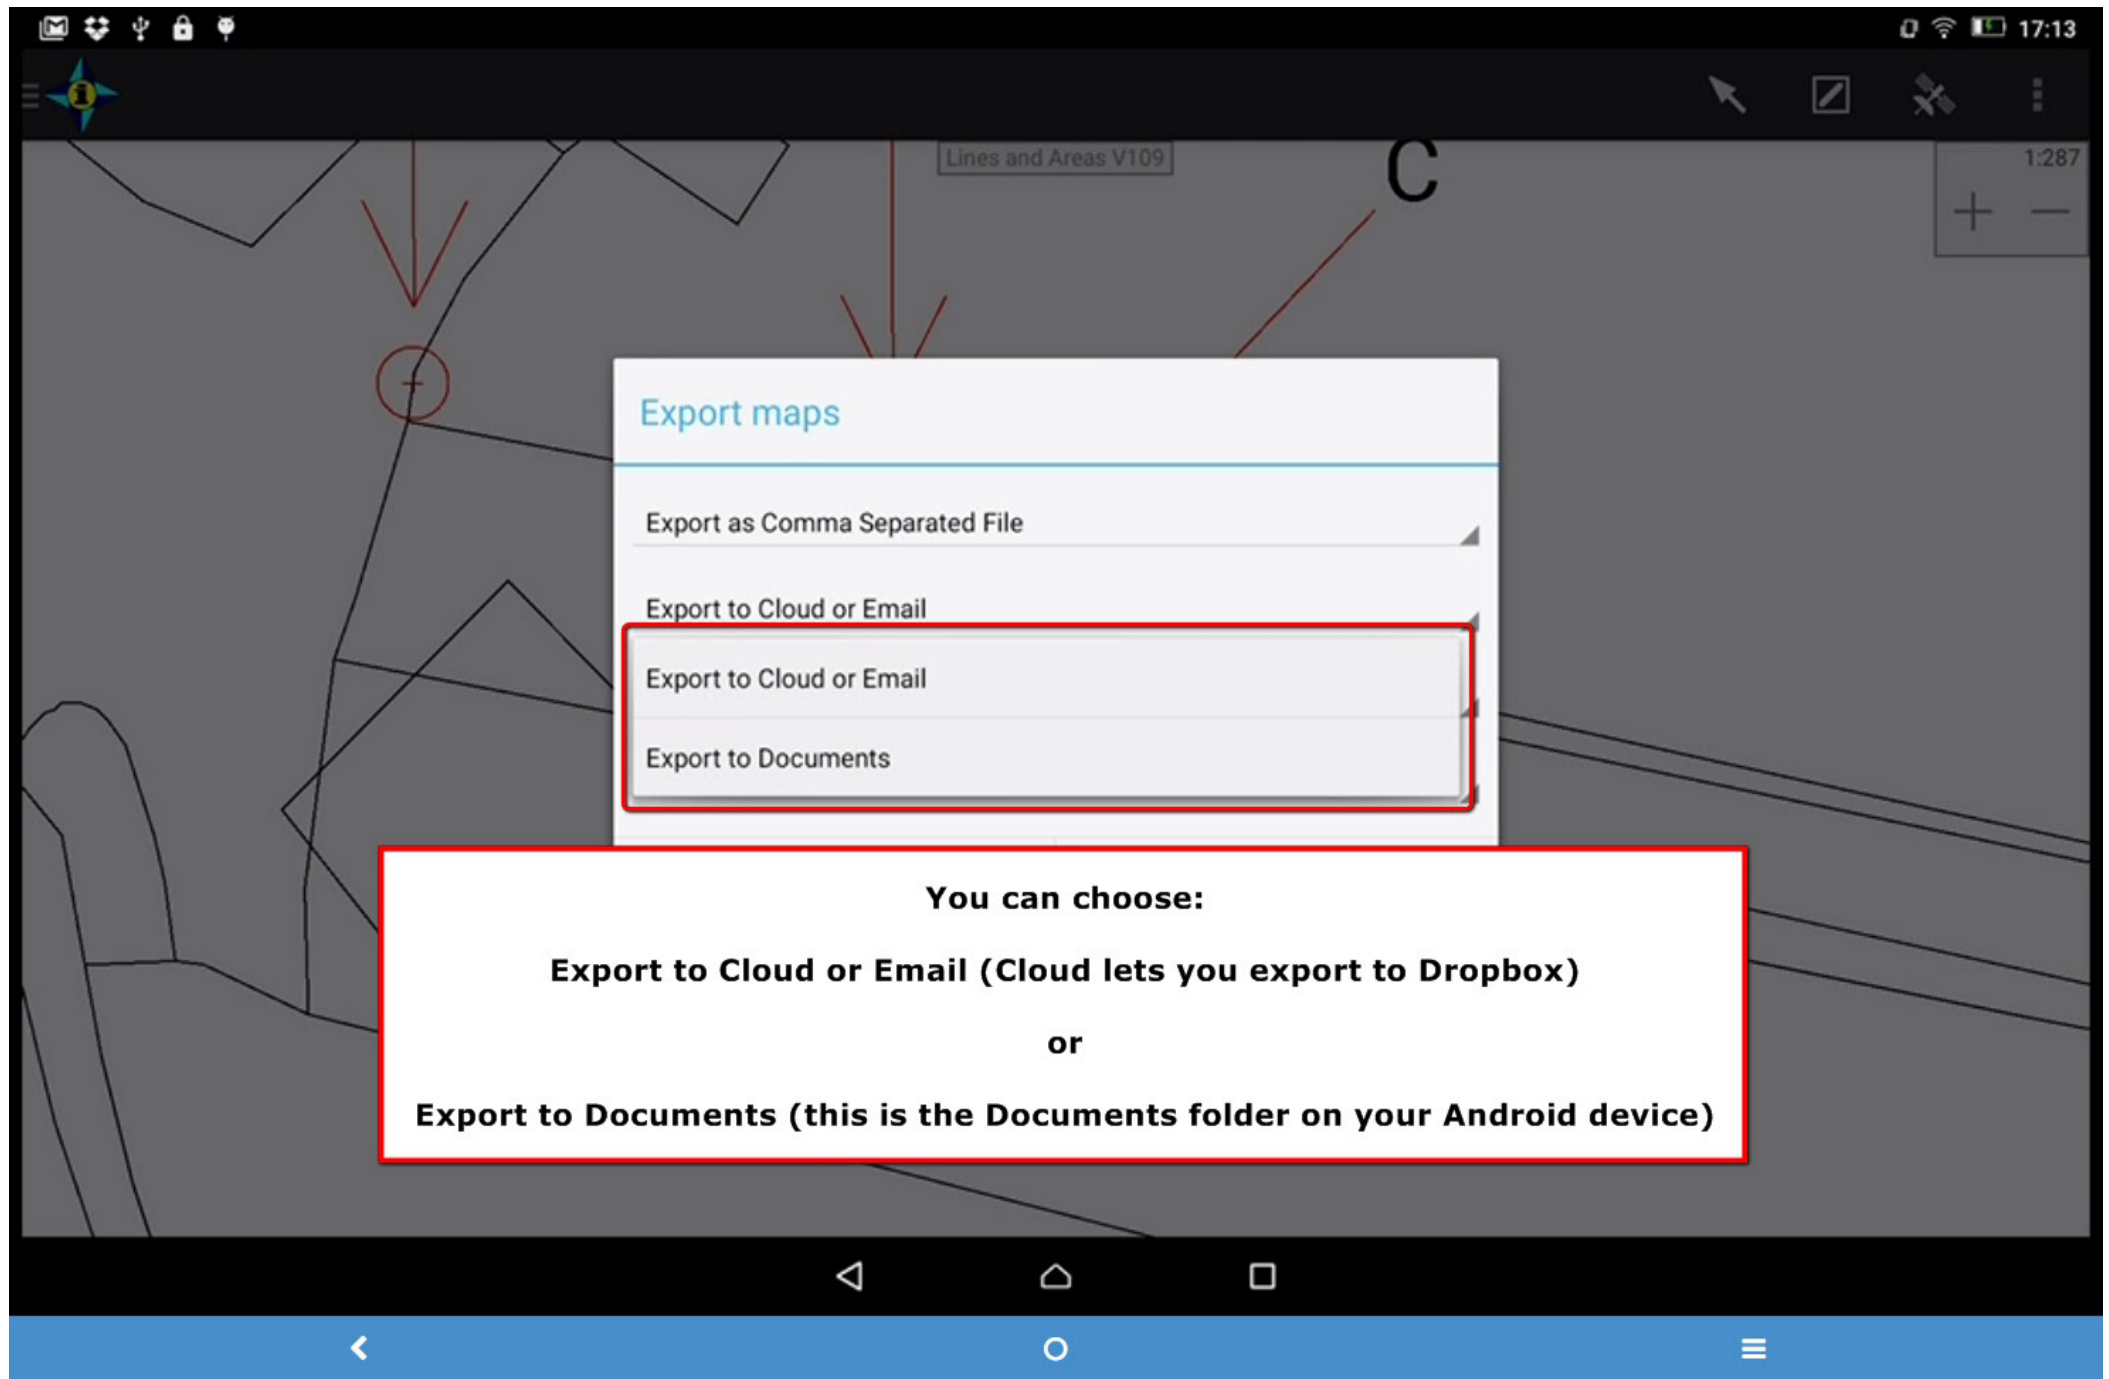 17:13
Lines and Areas V109
C
1:287
Export maps
Export as Comma Separated File
Export to Cloud or Email
Export to Cloud or Email
Export to Documents
You can choose:
Export to Cloud or Email (Cloud lets you export to Dropbox)
or
Export to Documents (this is the Documents folder on your Android device)